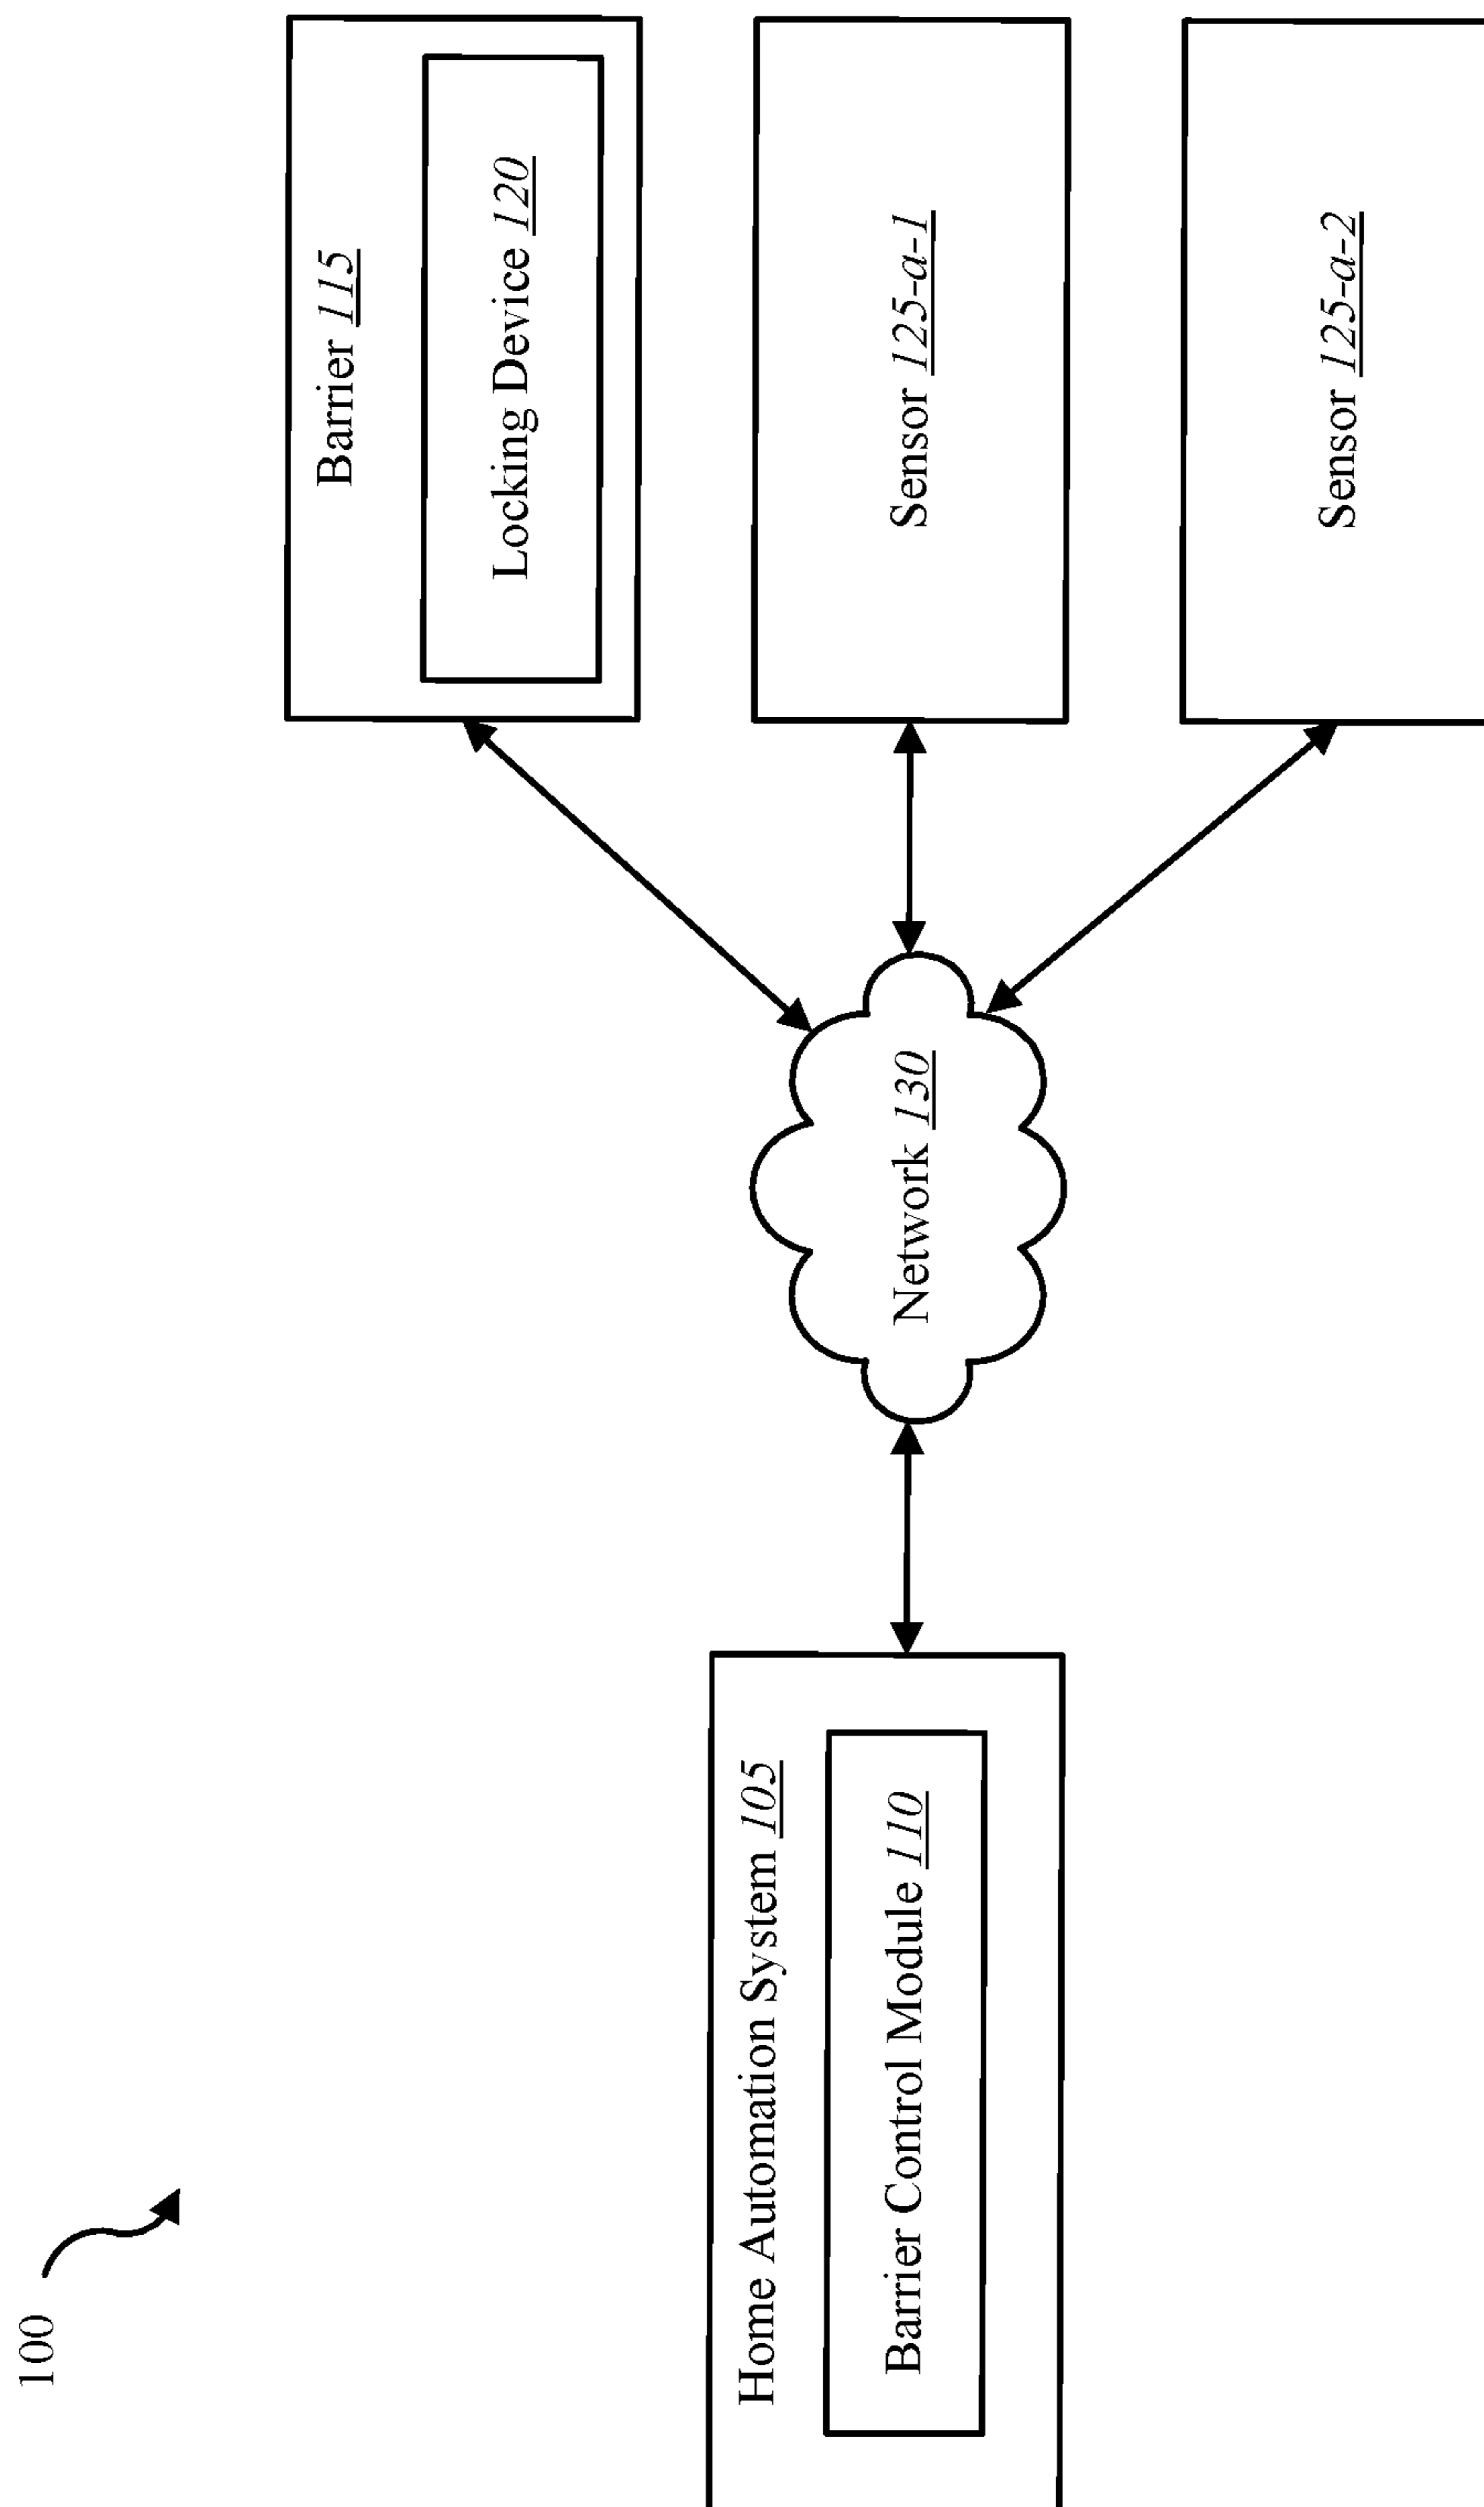 100
Home Automation System 105
Barrier Control Module 110
Network 130
Barrier 115
Locking Device 120
Sensor 125-a-1
Sensor 125-a-2